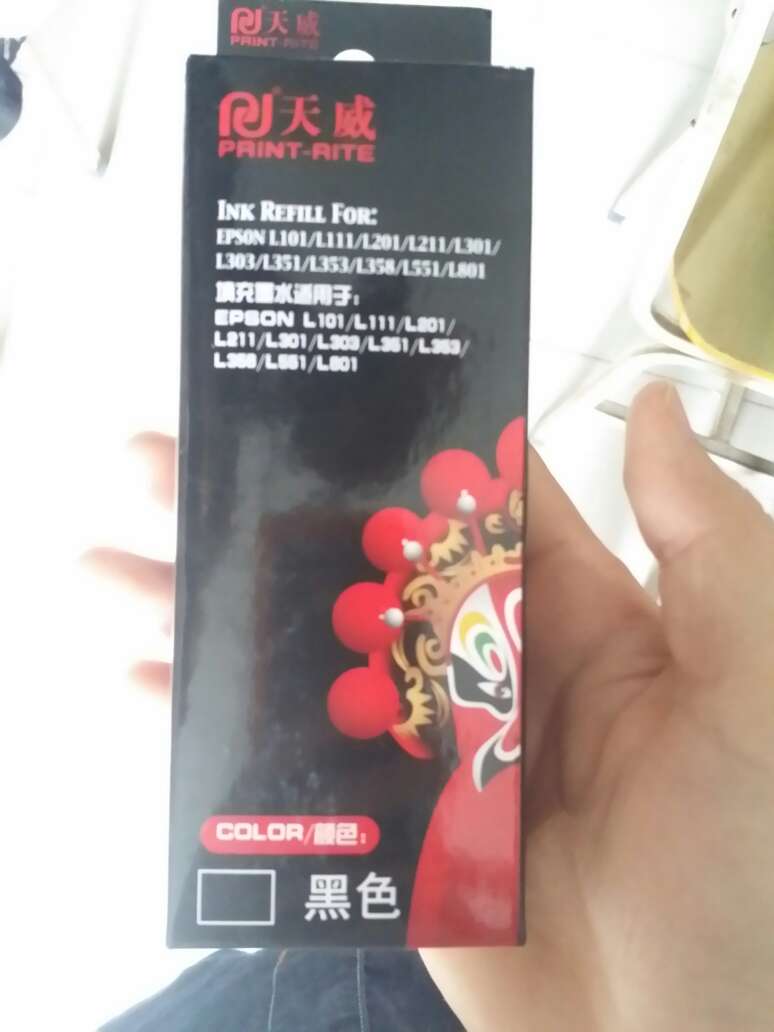 天威
PRINT-RITE
天威
PRINT-RITE
INK REFILL FOR:
EPSON L101/L111/L201/L211/L301/
L303/L351/L353/L358/L551/L801
填充墨水适用于:
EPSON L101/L111/L201/
L211/L301/L303/L351/L353/
L358/L551/L801
COLOR/颜色:
黑色